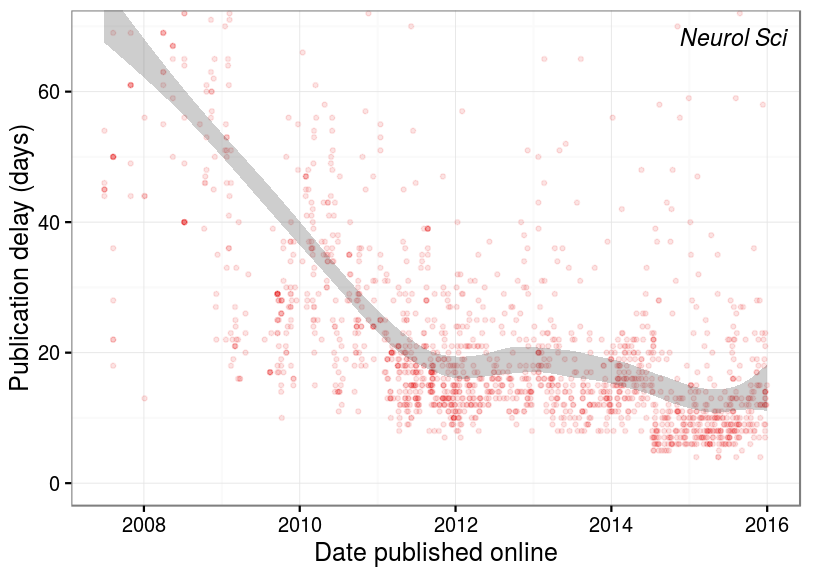 Neurol Sci
Publication delay (days)
60
40
20
0
2008 2010 2012 2014 2016
Date published online